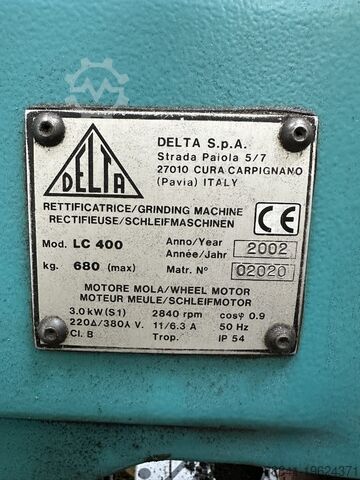 DELTA
DELTA S.p.A.
Strada Paiola 5/7
27010 CURA CARPIGNANO
(Pavia) ITALY
RETTIFICATRICE/GRINDING MACHINE
RECTIFIEUSE/SCHLEIFMASCHINEN
CE
Mod. LC 400
Anno/Year
Année/Jahr 2002
kg. 680 (max)
Matr. N° 02020
MOTORE MOLA/WHEEL MOTOR
MOTEUR MEULE/SCHLEIFMOTOR
3.0 kW (S1) 2840 rpm cosφ 0.9
220Δ/380⅄ V. 11/6.3 A 50 Hz
Cl. B Trop. IP 54
19624371